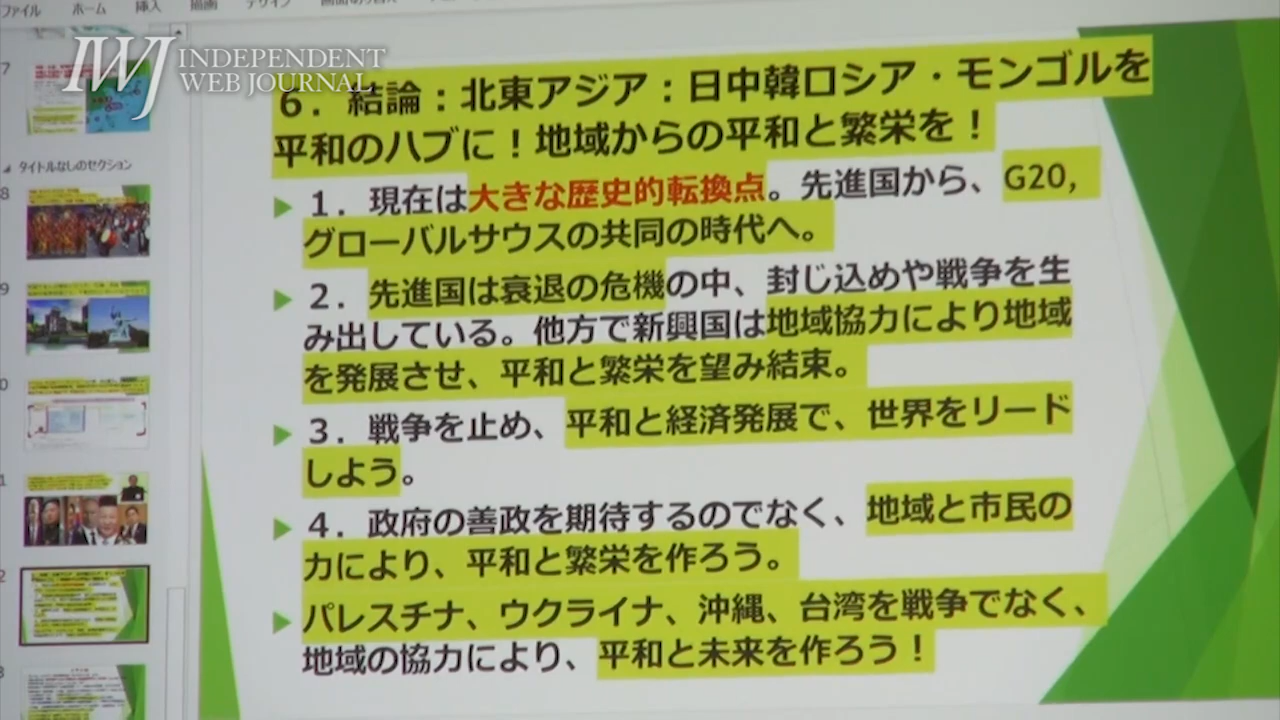 ファイル ホーム 挿入 描画 デザイン
IWJ INDEPENDENT
WEB JOURNAL
タイトルなしのセクション
6．結論：北東アジア：日中韓ロシア・モンゴルを
平和のハブに！地域からの平和と繁栄を！
１．現在は大きな歴史的転換点。先進国から、G20,
グローバルサウスの共同の時代へ。
２．先進国は衰退の危機の中、封じ込めや戦争を生
み出している。他方で新興国は地域協力により地域
を発展させ、平和と繁栄を望み結束。
３．戦争を止め、平和と経済発展で、世界をリード
しよう。
４．政府の善政を期待するのでなく、地域と市民の
力により、平和と繁栄を作ろう。
パレスチナ、ウクライナ、沖縄、台湾を戦争でなく、
地域の協力により、平和と未来を作ろう！